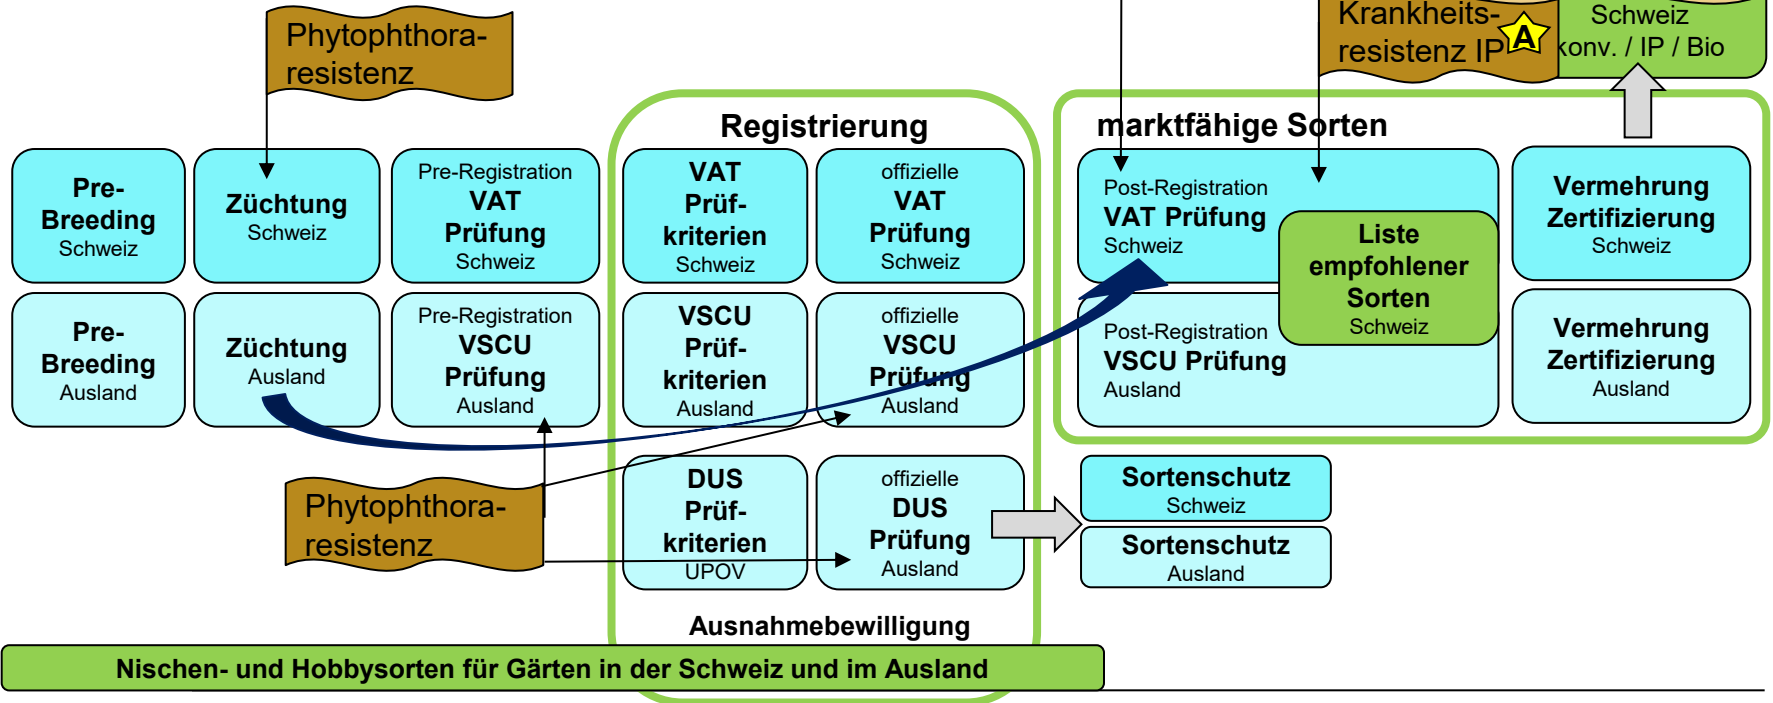 Phytophthora-
resistenz
Krankheits-
resistenz IP
A
Schweiz
konv. / IP / Bio
Registrierung
marktfähige Sorten
Pre-
Breeding
Schweiz
Züchtung
Schweiz
Pre-Registration
VAT
Prüfung
Schweiz
VAT
Prüf-
kriterien
Schweiz
offizielle
VAT
Prüfung
Schweiz
Post-Registration
VAT Prüfung
Schweiz
Liste
empfohlener
Sorten
Schweiz
Vermehrung
Zertifizierung
Schweiz
Pre-
Breeding
Ausland
Züchtung
Ausland
Pre-Registration
VSCU
Prüfung
Ausland
VSCU
Prüf-
kriterien
Ausland
offizielle
VSCU
Prüfung
Ausland
Post-Registration
VSCU Prüfung
Ausland
Vermehrung
Zertifizierung
Ausland
Phytophthora-
resistenz
DUS
Prüf-
kriterien
UPOV
offizielle
DUS
Prüfung
Ausland
Sortenschutz
Schweiz
Sortenschutz
Ausland
Ausnahmebewilligung
Nischen- und Hobbysorten für Gärten in der Schweiz und im Ausland